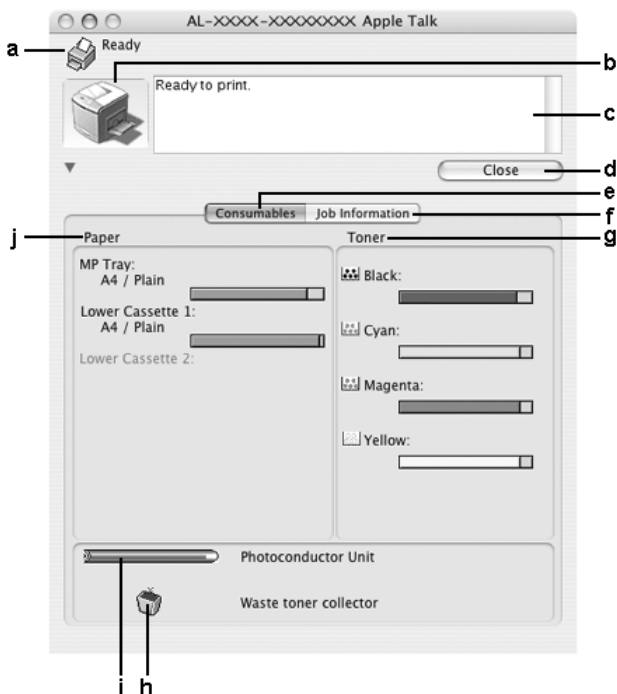 AL-XXXX-XXXXXXXX Apple Talk
a
Ready
b
Ready to print.
c
Close
d
e
Consumables Job Information
f
j
Paper
Toner
g
MP Tray:
A4 / Plain
Lower Cassette 1:
A4 / Plain
Lower Cassette 2:
Black:
Cyan:
Magenta:
Yellow:
Photoconductor Unit
Waste toner collector
i h